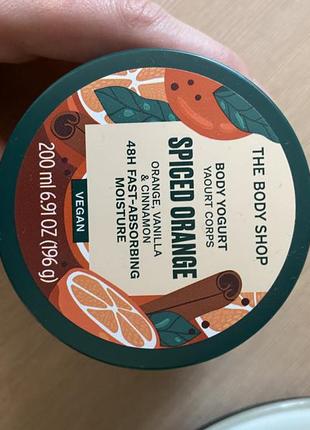 THE BODY SHOP
BODY YOGURT
YAOURT CORPS
SPICED ORANGE
ORANGE, VANILLA
& CINNAMON
48H FAST-ABSORBING
MOISTURE
VEGAN
200 ml 6.91 OZ (196 g)